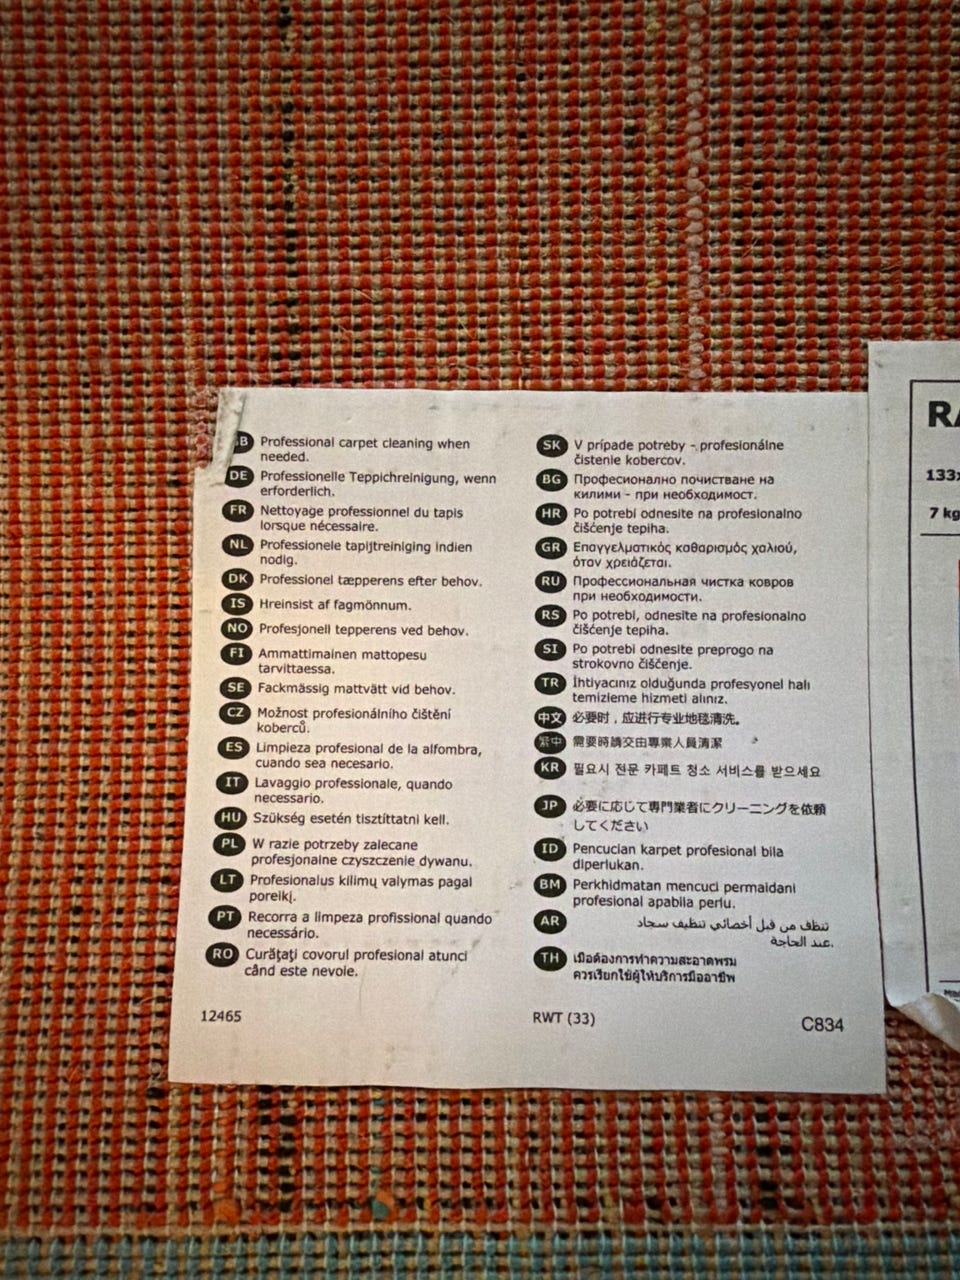 GB Professional carpet cleaning when
needed.
DE Professionelle Teppichreinigung, wenn
erforderlich.
FR Nettoyage professionnel du tapis
lorsque nécessaire.
NL Professionele tapijtreiniging indien
nodig.
DK Professionel tæpperens efter behov.
IS Hreinsist af fagmönnum.
NO Profesjonell tepperens ved behov.
FI Ammattimainen mattopesu
tarvittaessa.
SE Fackmässig mattvätt vid behov.
CZ Možnost profesionálního čištění
koberců.
ES Limpieza profesional de la alfombra,
cuando sea necesario.
IT Lavaggio professionale, quando
necessario.
HU Szükség esetén tisztíttatni kell.
PL W razie potrzeby zalecane
profesjonalne czyszczenie dywanu.
LT Profesionalus kilimų valymas pagal
poreikį.
PT Recorra a limpeza profissional quando
necessário.
RO Curăţaţi covorul profesional atunci
când este nevoie.
SK V prípade potreby - profesionálne
čistenie kobercov.
BG Професионално почистване на
килими - при необходимост.
HR Po potrebi odnesite na profesionalno
čišćenje tepiha.
GR Επαγγελματικός καθαρισμός χαλιού,
όταν χρειάζεται.
RU Профессиональная чистка ковров
при необходимости.
RS Po potrebi, odnesite na profesionalno
čišćenje tepiha.
SI Po potrebi odnesite preprogo na
strokovno čiščenje.
TR İhtiyacınız olduğunda profesyonel halı
temizleme hizmeti alınız.
中文 必要时，应进行专业地毯清洗。
繁中 需要時請交由專業人員清潔
KR 필요시 전문 카페트 청소 서비스를 받으세요
JP 必要に応じて専門業者にクリーニングを依頼
してください
ID Pencucian karpet profesional bila
diperlukan.
BM Perkhidmatan mencuci permaidani
profesional apabila perlu.
AR تنظف من قبل أخصائي تنظيف سجاد
عند الحاجة.
TH เมื่อต้องการทำความสะอาดพรม
ควรเรียกใช้ผู้ให้บริการมืออาชีพ
12465
RWT (33)
C834
RA
133x
7 kg